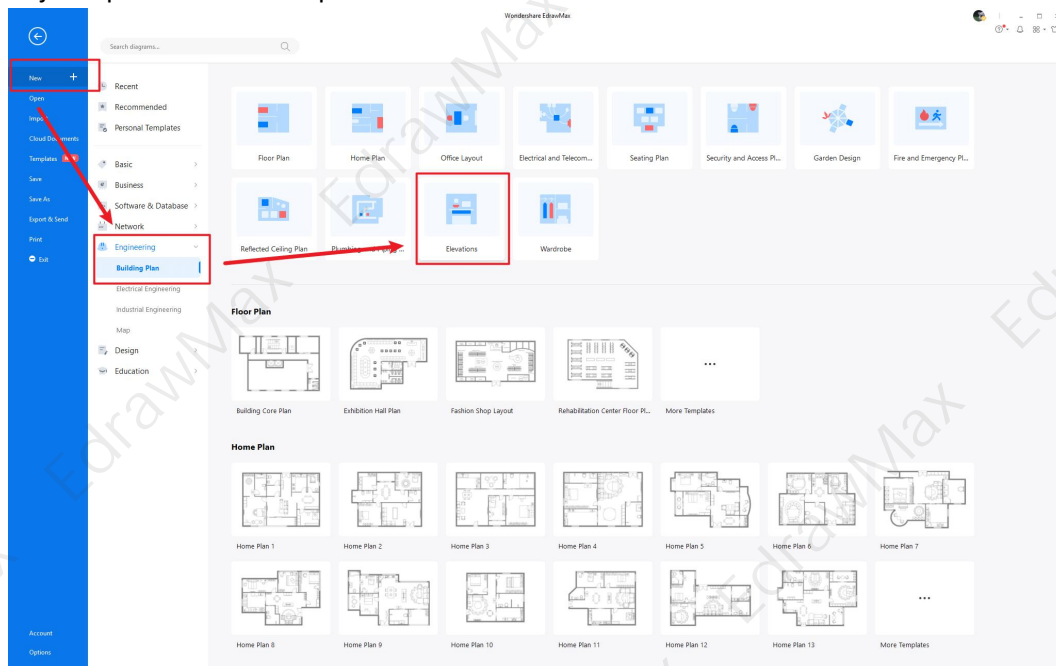 Wondershare EdrawMax
Search diagrams...
New +
Open
Import
Cloud Documents
Templates NEW
Save
Save As
Export & Send
Print
Exit
Account
Options
Recent
Recommended
Personal Templates
Basic
Business
Software & Database
Network
Engineering
Building Plan
Electrical Engineering
Industrial Engineering
Map
Design
Education
Floor Plan
Home Plan
Office Layout
Electrical and Telecom...
Seating Plan
Security and Access Pl...
Garden Design
Fire and Emergency Pl...
Reflected Ceiling Plan
Elevations
Wardrobe
Floor Plan
Building Core Plan
Exhibition Hall Plan
Fashion Shop Layout
Rehabilitation Center Floor Pl...
More Templates
Home Plan
Home Plan 1
Home Plan 2
Home Plan 3
Home Plan 4
Home Plan 5
Home Plan 6
Home Plan 7
Home Plan 8
Home Plan 9
Home Plan 10
Home Plan 11
Home Plan 12
Home Plan 13
More Templates
EdrawMax
EdrawMax
EdrawMax